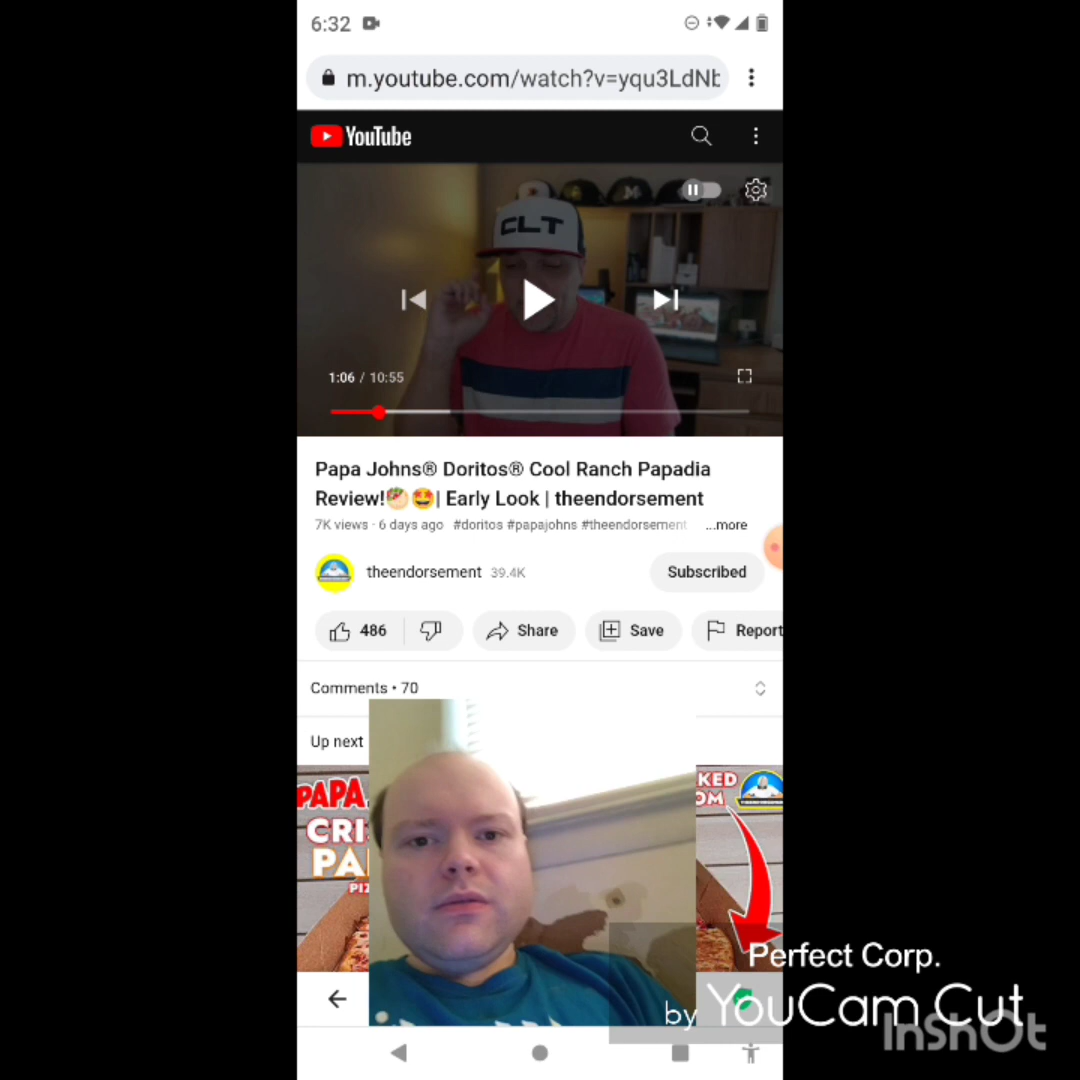 6:32
m.youtube.com/watch?v=yqu3LdNb
YouTube
CLT
M
1:06 / 10:55
Papa Johns® Doritos® Cool Ranch Papadia
Review!🥙🤩| Early Look | theendorsement
7K views · 6 days ago #doritos #papajohns #theendorsement ...more
theendorsement 39.4K
Subscribed
486
Share
Save
Report
Comments • 70
Up next
PAPA
KED
CRI
OM
PA
PIZ
Perfect Corp.
by YouCam Cut
InShOt